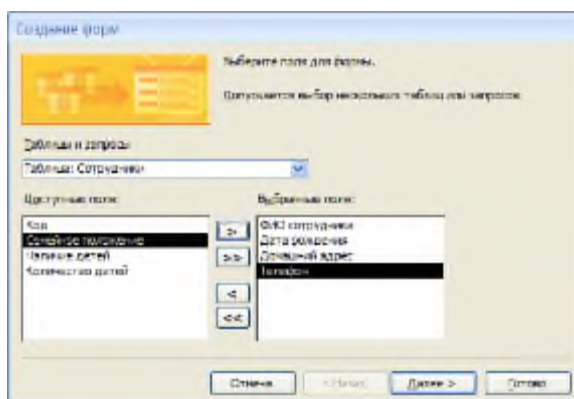 Создание форм
Выберите поля для формы.
Допускается выбор нескольких таблиц или запросов.
Таблицы и запросы
Таблица: Сотрудники
Доступные поля:
Выбранные поля:
Код
Семейное положение
Наличие детей
Количество детей
>
>>
<
<<
ФИО сотрудники
Дата рождения
Домашний адрес
Телефон
Отмена
< Назад
Далее >
Готово